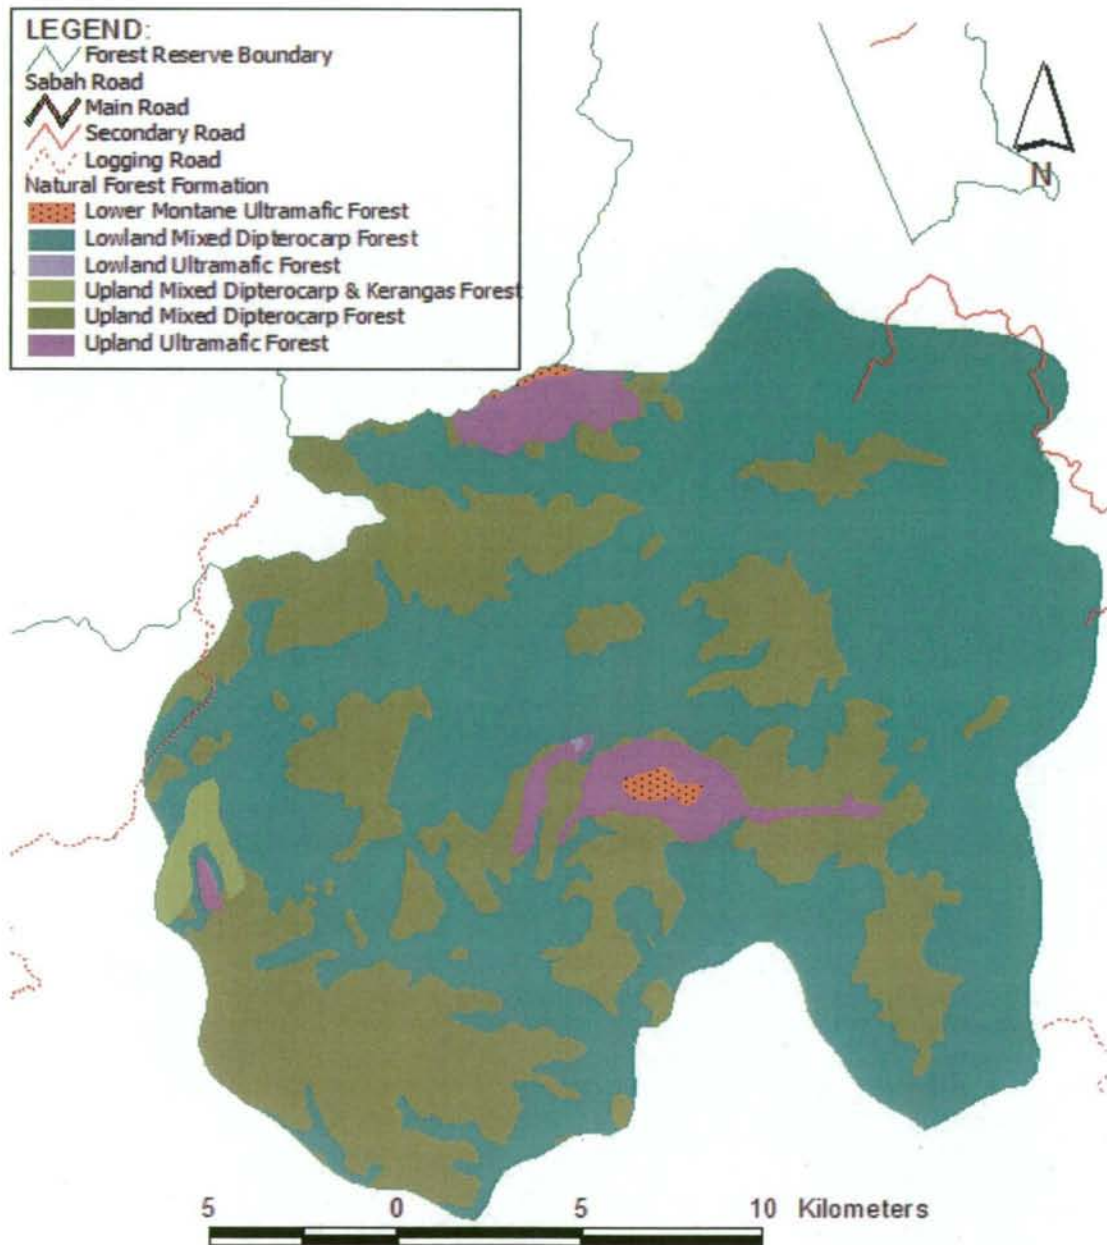 LEGEND:
Forest Reserve Boundary
Sabah Road
Main Road
Secondary Road
Logging Road
Natural Forest Formation
Lower Montane Ultramafic Forest
Lowland Mixed Dipterocarp Forest
Lowland Ultramafic Forest
Upland Mixed Dipterocarp & Kerangas Forest
Upland Mixed Dipterocarp Forest
Upland Ultramafic Forest
N
5 0 5 10 Kilometers